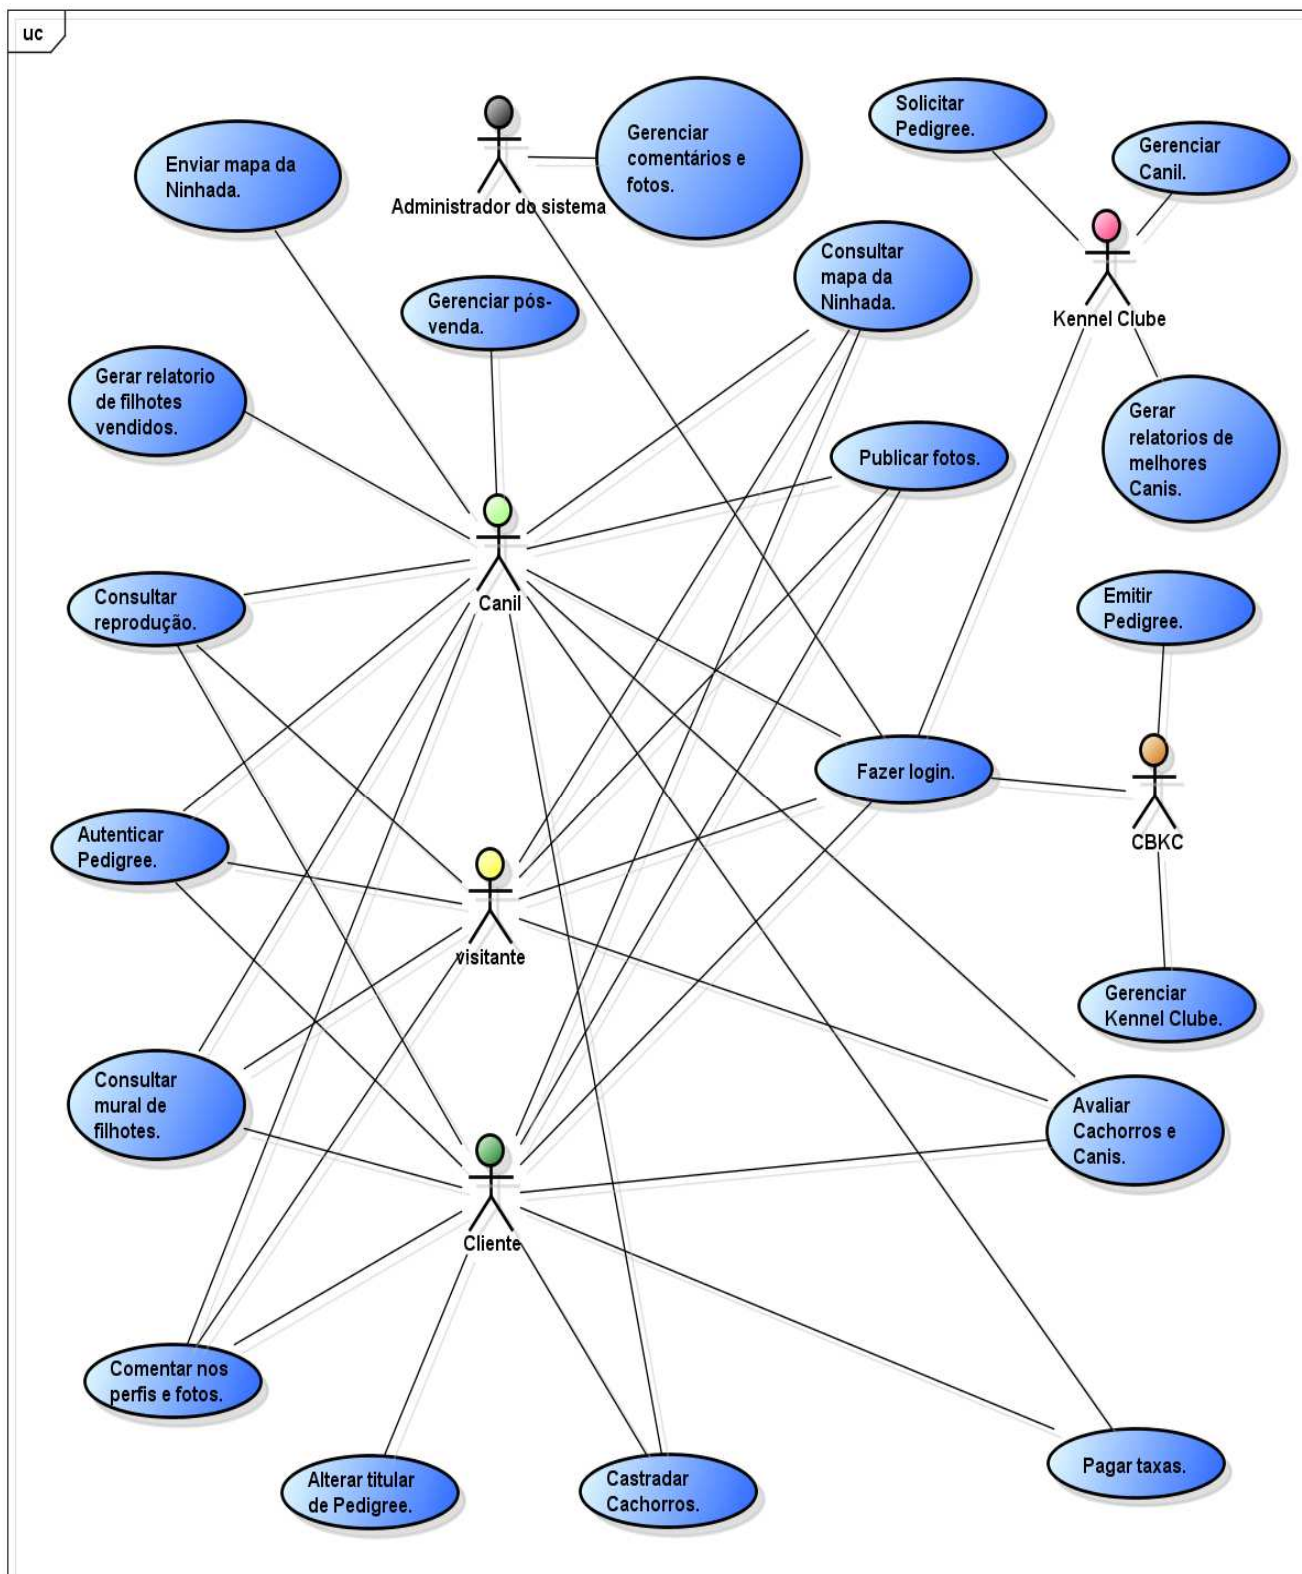 uc
Solicitar
Pedigree.
Gerenciar
comentários e
fotos.
Gerenciar
Canil.
Enviar mapa da
Ninhada.
Administrador do sistema
Consultar
mapa da
Ninhada.
Gerenciar pós-
venda.
Kennel Clube
Gerar relatorio
de filhotes
vendidos.
Gerar
relatorios de
melhores
Canis.
Publicar fotos.
Canil
Consultar
reprodução.
Emitir
Pedigree.
Fazer login.
Autenticar
Pedigree.
CBKC
visitante
Gerenciar
Kennel Clube.
Consultar
mural de
filhotes.
Avaliar
Cachorros e
Canis.
Cliente
Comentar nos
perfis e fotos.
Alterar titular
de Pedigree.
Castradar
Cachorros.
Pagar taxas.